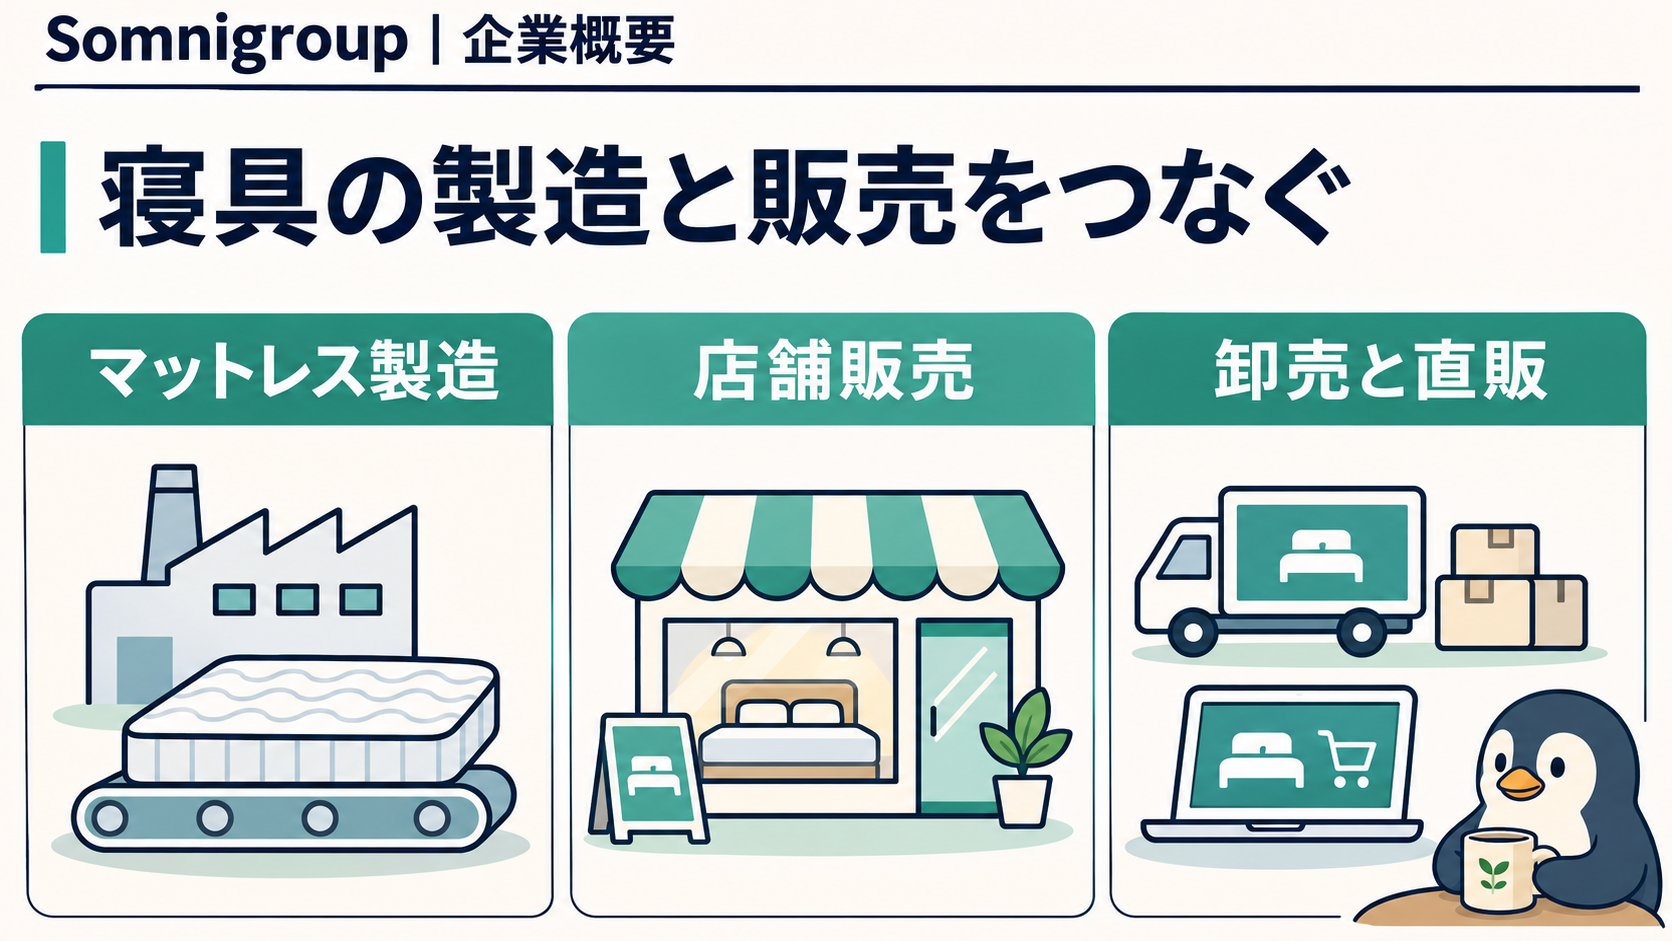 Somnigroup | 企業概要
寝具の製造と販売をつなぐ
マットレス製造
店舗販売
卸売と直販